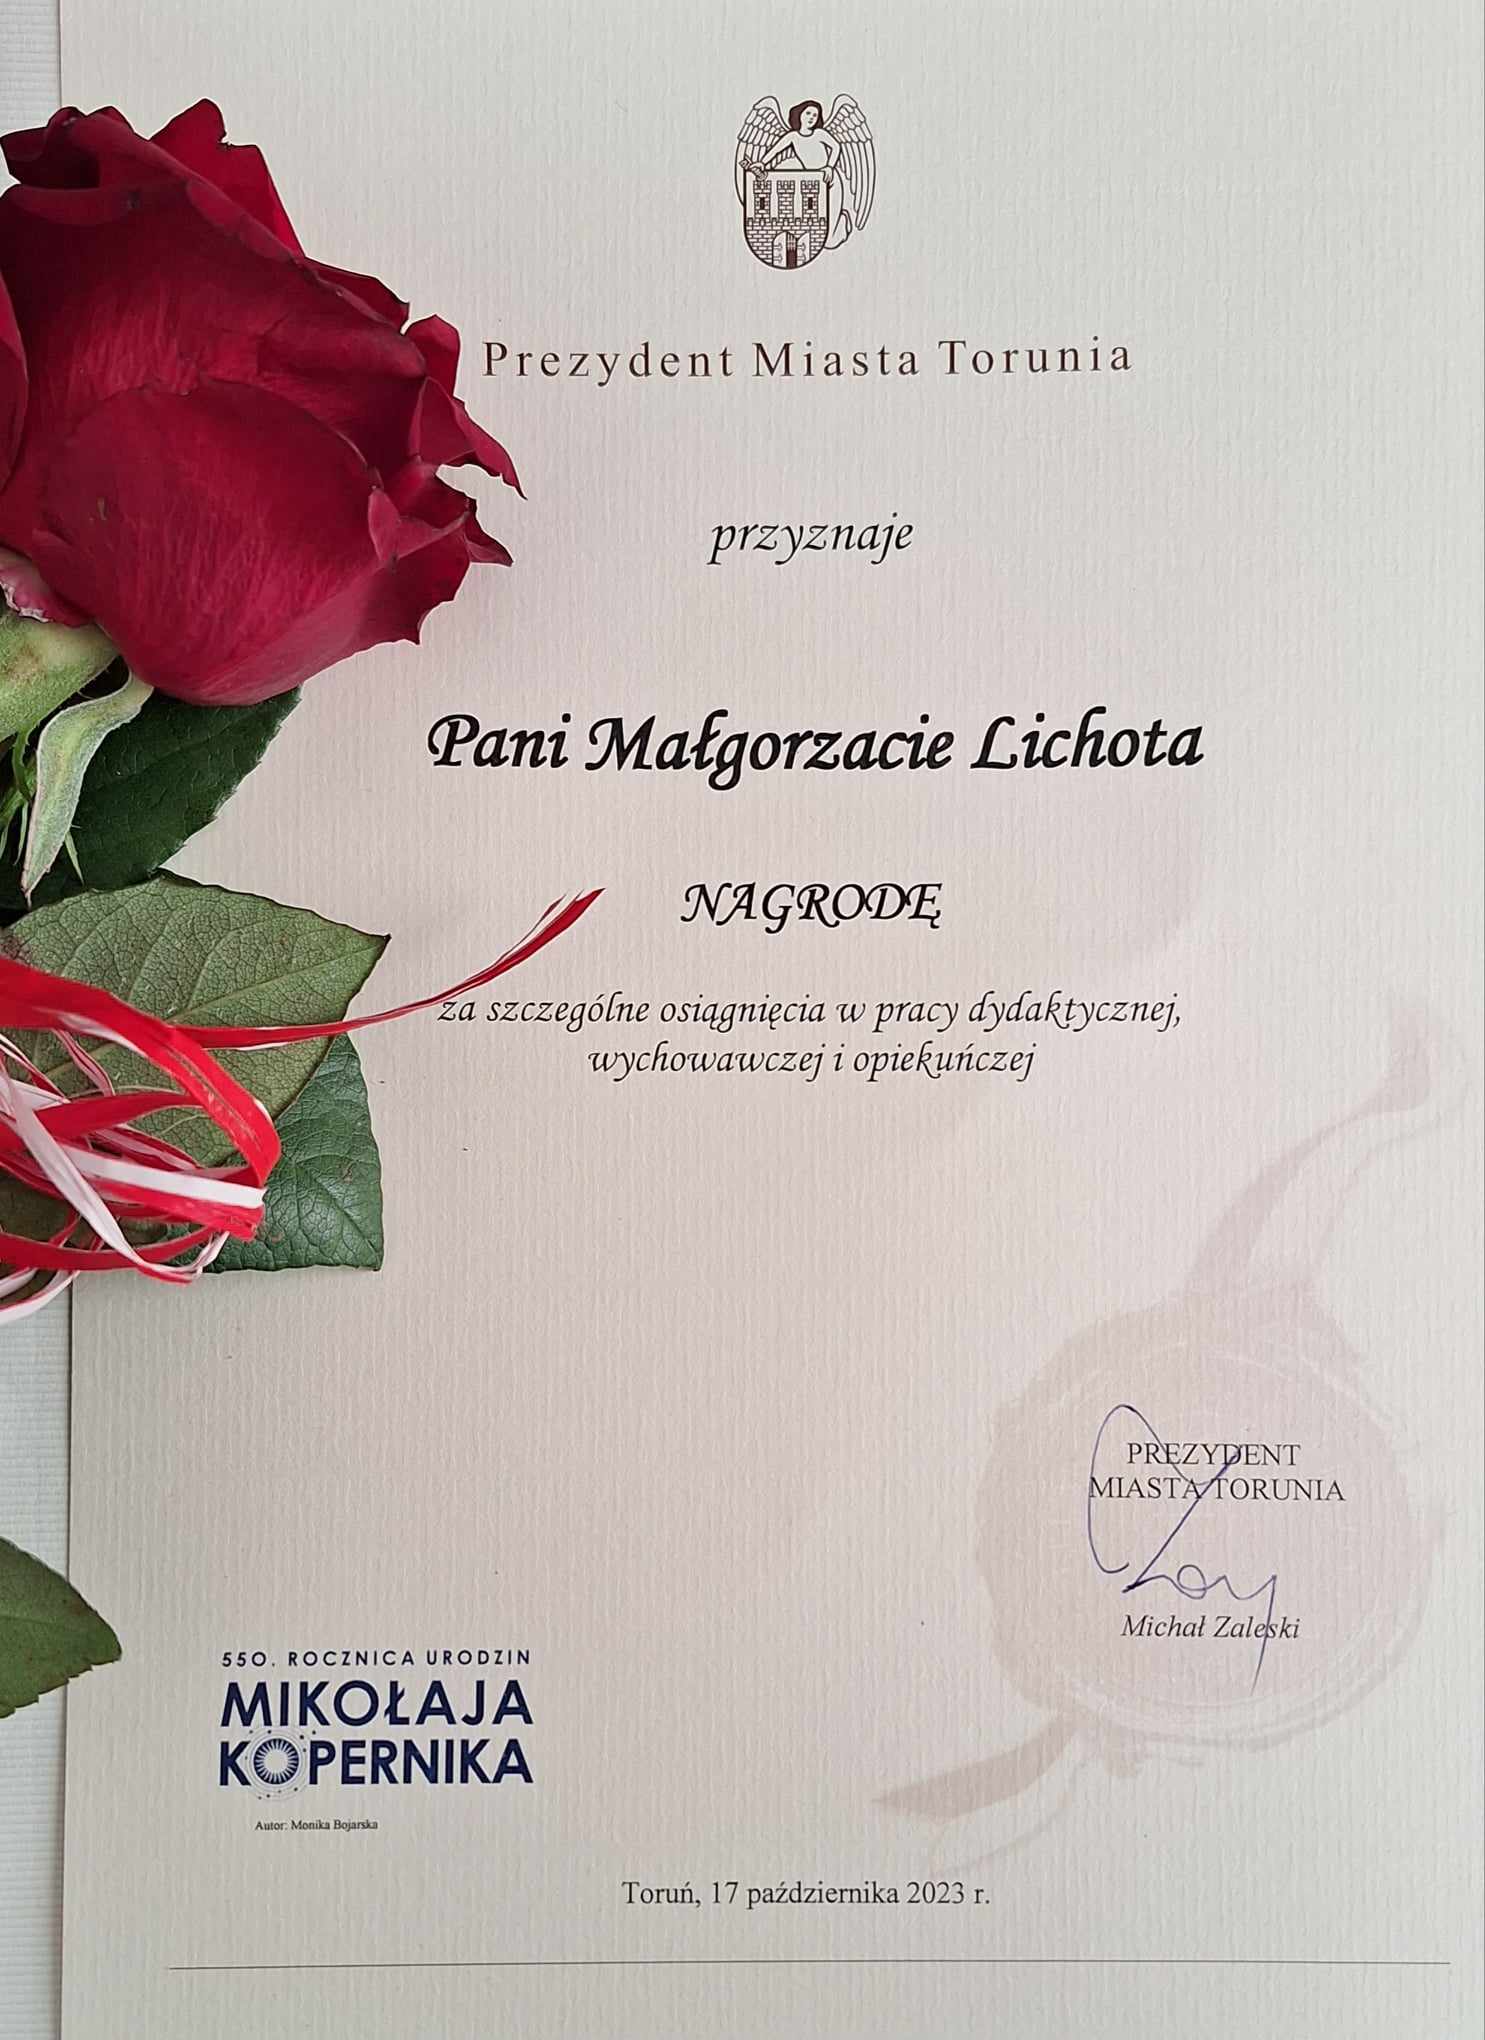 Prezydent Miasta Torunia
przyznaje
Pani Małgorzacie Lichota
NAGRODĘ
za szczególne osiągnięcia w pracy dydaktycznej,
wychowawczej i opiekuńczej
PREZYDENT
MIASTA TORUNIA
Michał Zaleski
550. ROCZNICA URODZIN
MIKOŁAJA
KOPERNIKA
Autor: Monika Bojarska
Toruń, 17 października 2023 r.